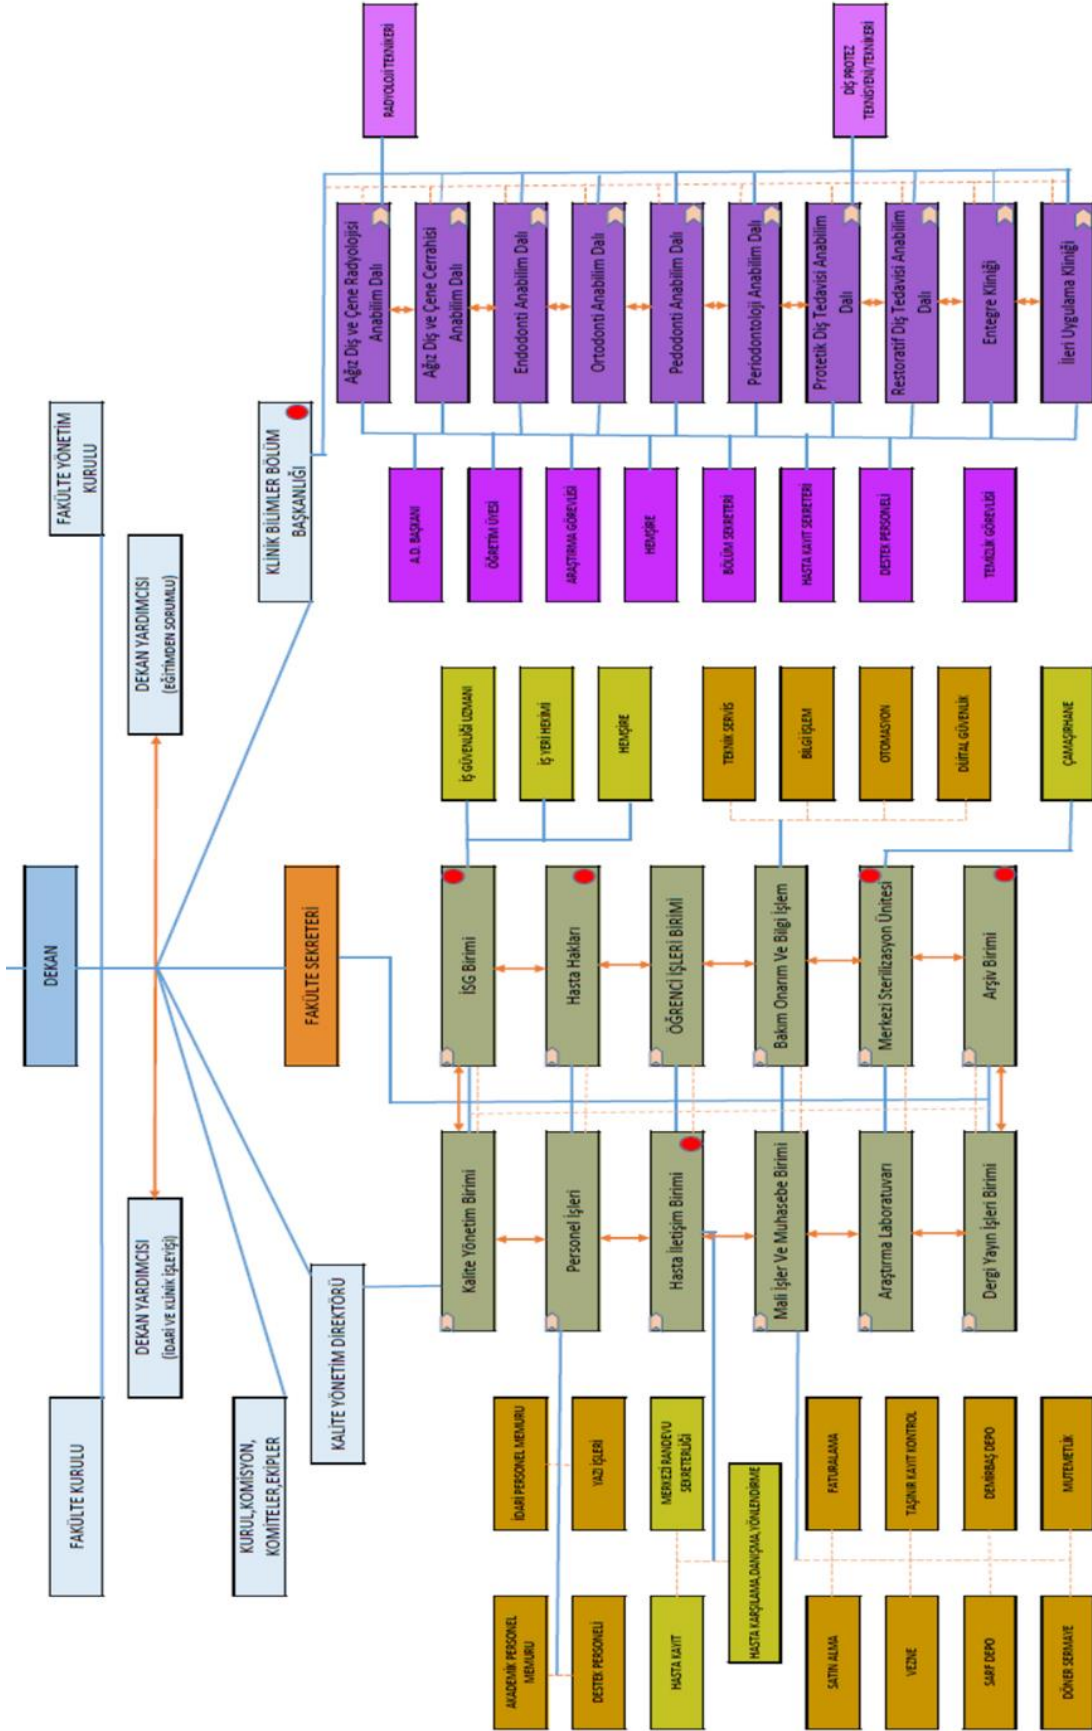 DEKAN
FAKÜLTE KURULU
FAKÜLTE YÖNETİM
KURULU
DEKAN YARDIMCISI
(İDARİ VE KLİNİK İŞLEYİŞİ)
DEKAN YARDIMCISI
(EĞİTİMDEN SORUMLU)
KURUL,KOMİSYON,
KOMİTELER,EKİPLER
KALİTE YÖNETİM DİREKTÖRÜ
FAKÜLTE SEKRETERİ
KLİNİK BİLİMLER BÖLÜM
BAŞKANLIĞI
Kalite Yönetim Birimi
Personel İşleri
Hasta İletişim Birimi
Mali İşler Ve Muhasebe Birimi
Araştırma Laboratuvarı
Dergi Yayın İşleri Birimi
İSG Birimi
Hasta Hakları
ÖĞRENCİ İŞLERİ BİRİMİ
Bakım Onarım Ve Bilgi İşlem
Merkezi Sterilizasyon Ünitesi
Arşiv Birimi
AKADEMİK PERSONEL
MEMURU
İDARİ PERSONEL MEMURU
DESTEK PERSONELİ
YAZI İŞLERİ
HASTA KAYIT
MERKEZİ RANDEVU
SEKRETERLİĞİ
HASTA KARŞILAMA,DANIŞMA,YÖNLENDİRME
SATIN ALMA
FATURALAMA
VEZNE
TAŞINIR KAYIT KONTROL
SARF DEPO
DEMİRBAŞ DEPO
DÖNER SERMAYE
MUTEMETLİK
İŞ GÜVENLİĞİ UZMANI
İŞ YERİ HEKİMİ
HEMŞİRE
TEKNİK SERVİS
BİLGİ İŞLEM
OTOMASYON
DİJİTAL GÜVENLİK
ÇAMAŞIRHANE
A.D. BAŞKANI
ÖĞRETİM ÜYESİ
ARAŞTIRMA GÖREVLİSİ
HEMŞİRE
BÖLÜM SEKRETERİ
HASTA KAYIT SEKRETERİ
DESTEK PERSONELİ
TEMİZLİK GÖREVLİSİ
Ağız Diş ve Çene Radyolojisi
Anabilim Dalı
Ağız Diş ve Çene Cerrahisi
Anabilim Dalı
Endodonti Anabilim Dalı
Ortodonti Anabilim Dalı
Pedodonti Anabilim Dalı
Periodontoloji Anabilim Dalı
Protetik Diş Tedavisi Anabilim
Dalı
Restoratif Diş Tedavisi Anabilim
Dalı
Entegre Kliniği
İleri Uygulama Kliniği
RADYOLOJİ TEKNİKERİ
DİŞ PROTEZ
TEKNİSYENİ/TEKNİKERİ